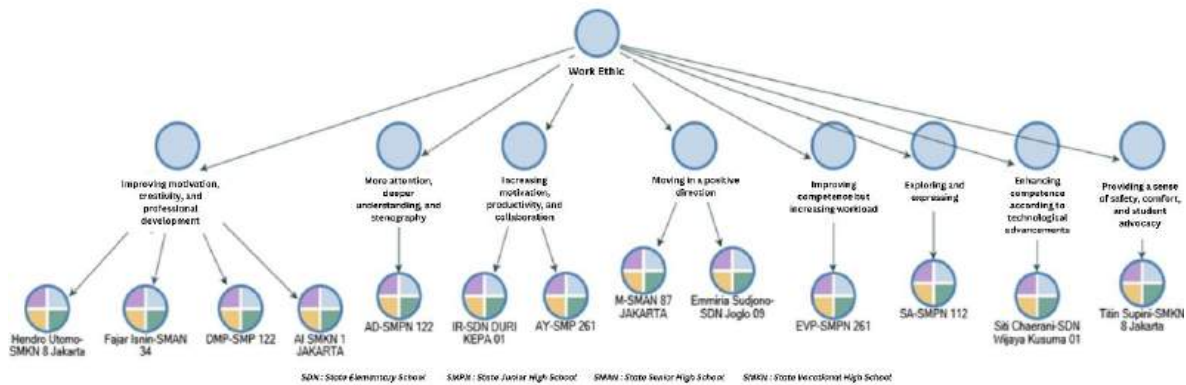 Work Ethic
Improving motivation,
creativity, and
professional
development
More attention,
deeper
understanding, and
stenography
Increasing
motivation,
productivity, and
collaboration
Moving in a positive
direction
Improving
competence but
increasing workload
Exploring and
expressing
Enhancing
competence
according to
technological
advancements
Providing a sense
of safety, comfort,
and student
advocacy
Hendro Utomo-
SMKN 8 Jakarta
Fajar Isnin-SMAN
34
DMP-SMP 122
AI SMKN 1
JAKARTA
AD-SMPN 122
IR-SDN DURI
KEPA 01
AY-SMP 261
M-SMAN 87
JAKARTA
Emmiria Sudjono-
SDN Joglo 09
EVP-SMPN 261
SA-SMPN 112
Siti Chaerani-SDN
Wijaya Kusuma 01
Titin Supini-SMKN
8 Jakarta
SDN : State Elementary School SMPN : State Junior High School SMAN : State Senior High School SMKN : State Vocational High School